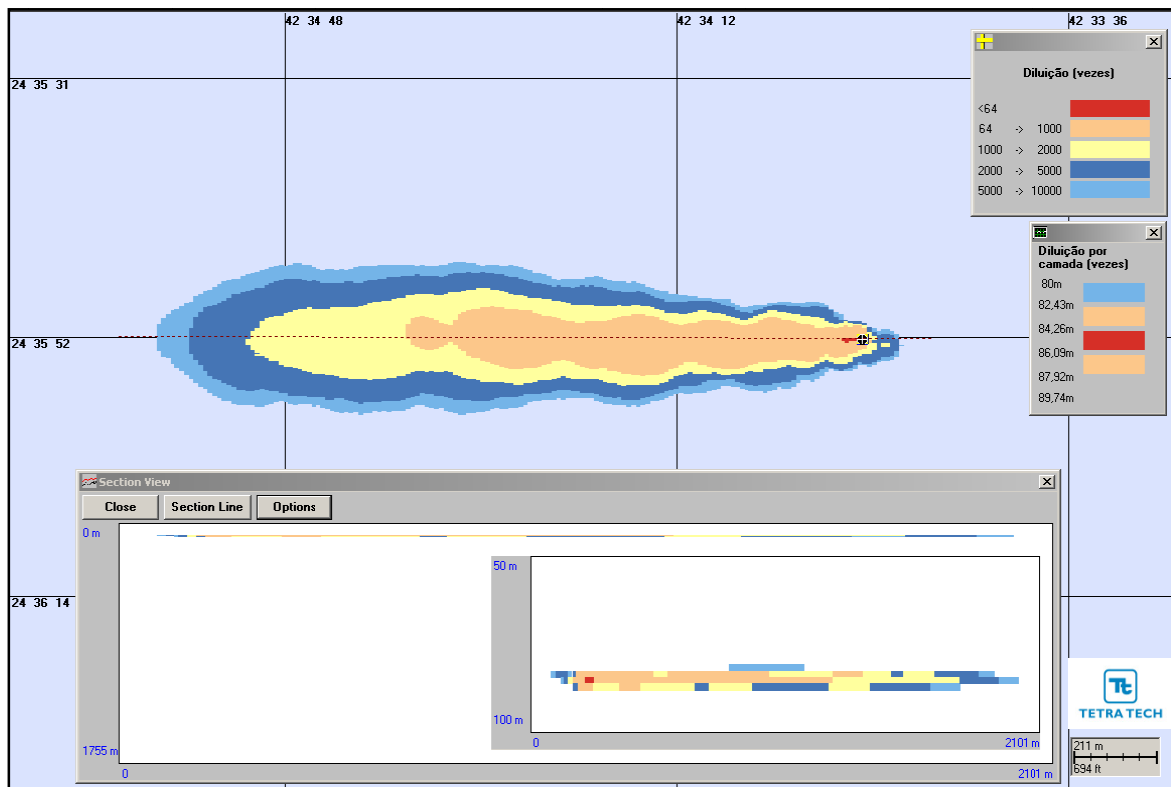 42 34 48
42 34 12
42 33 36
24 35 31
24 35 52
24 36 14
Diluição (vezes)
<64
64 -> 1000
1000 -> 2000
2000 -> 5000
5000 -> 10000
Diluição por
camada (vezes)
80m
82,43m
84,26m
86,09m
87,92m
89,74m
Section View
Close
Section Line
Options
0 m
1755 m
0
2101 m
50 m
100 m
0
2101 m
Tt
TETRA TECH
211 m
694 ft